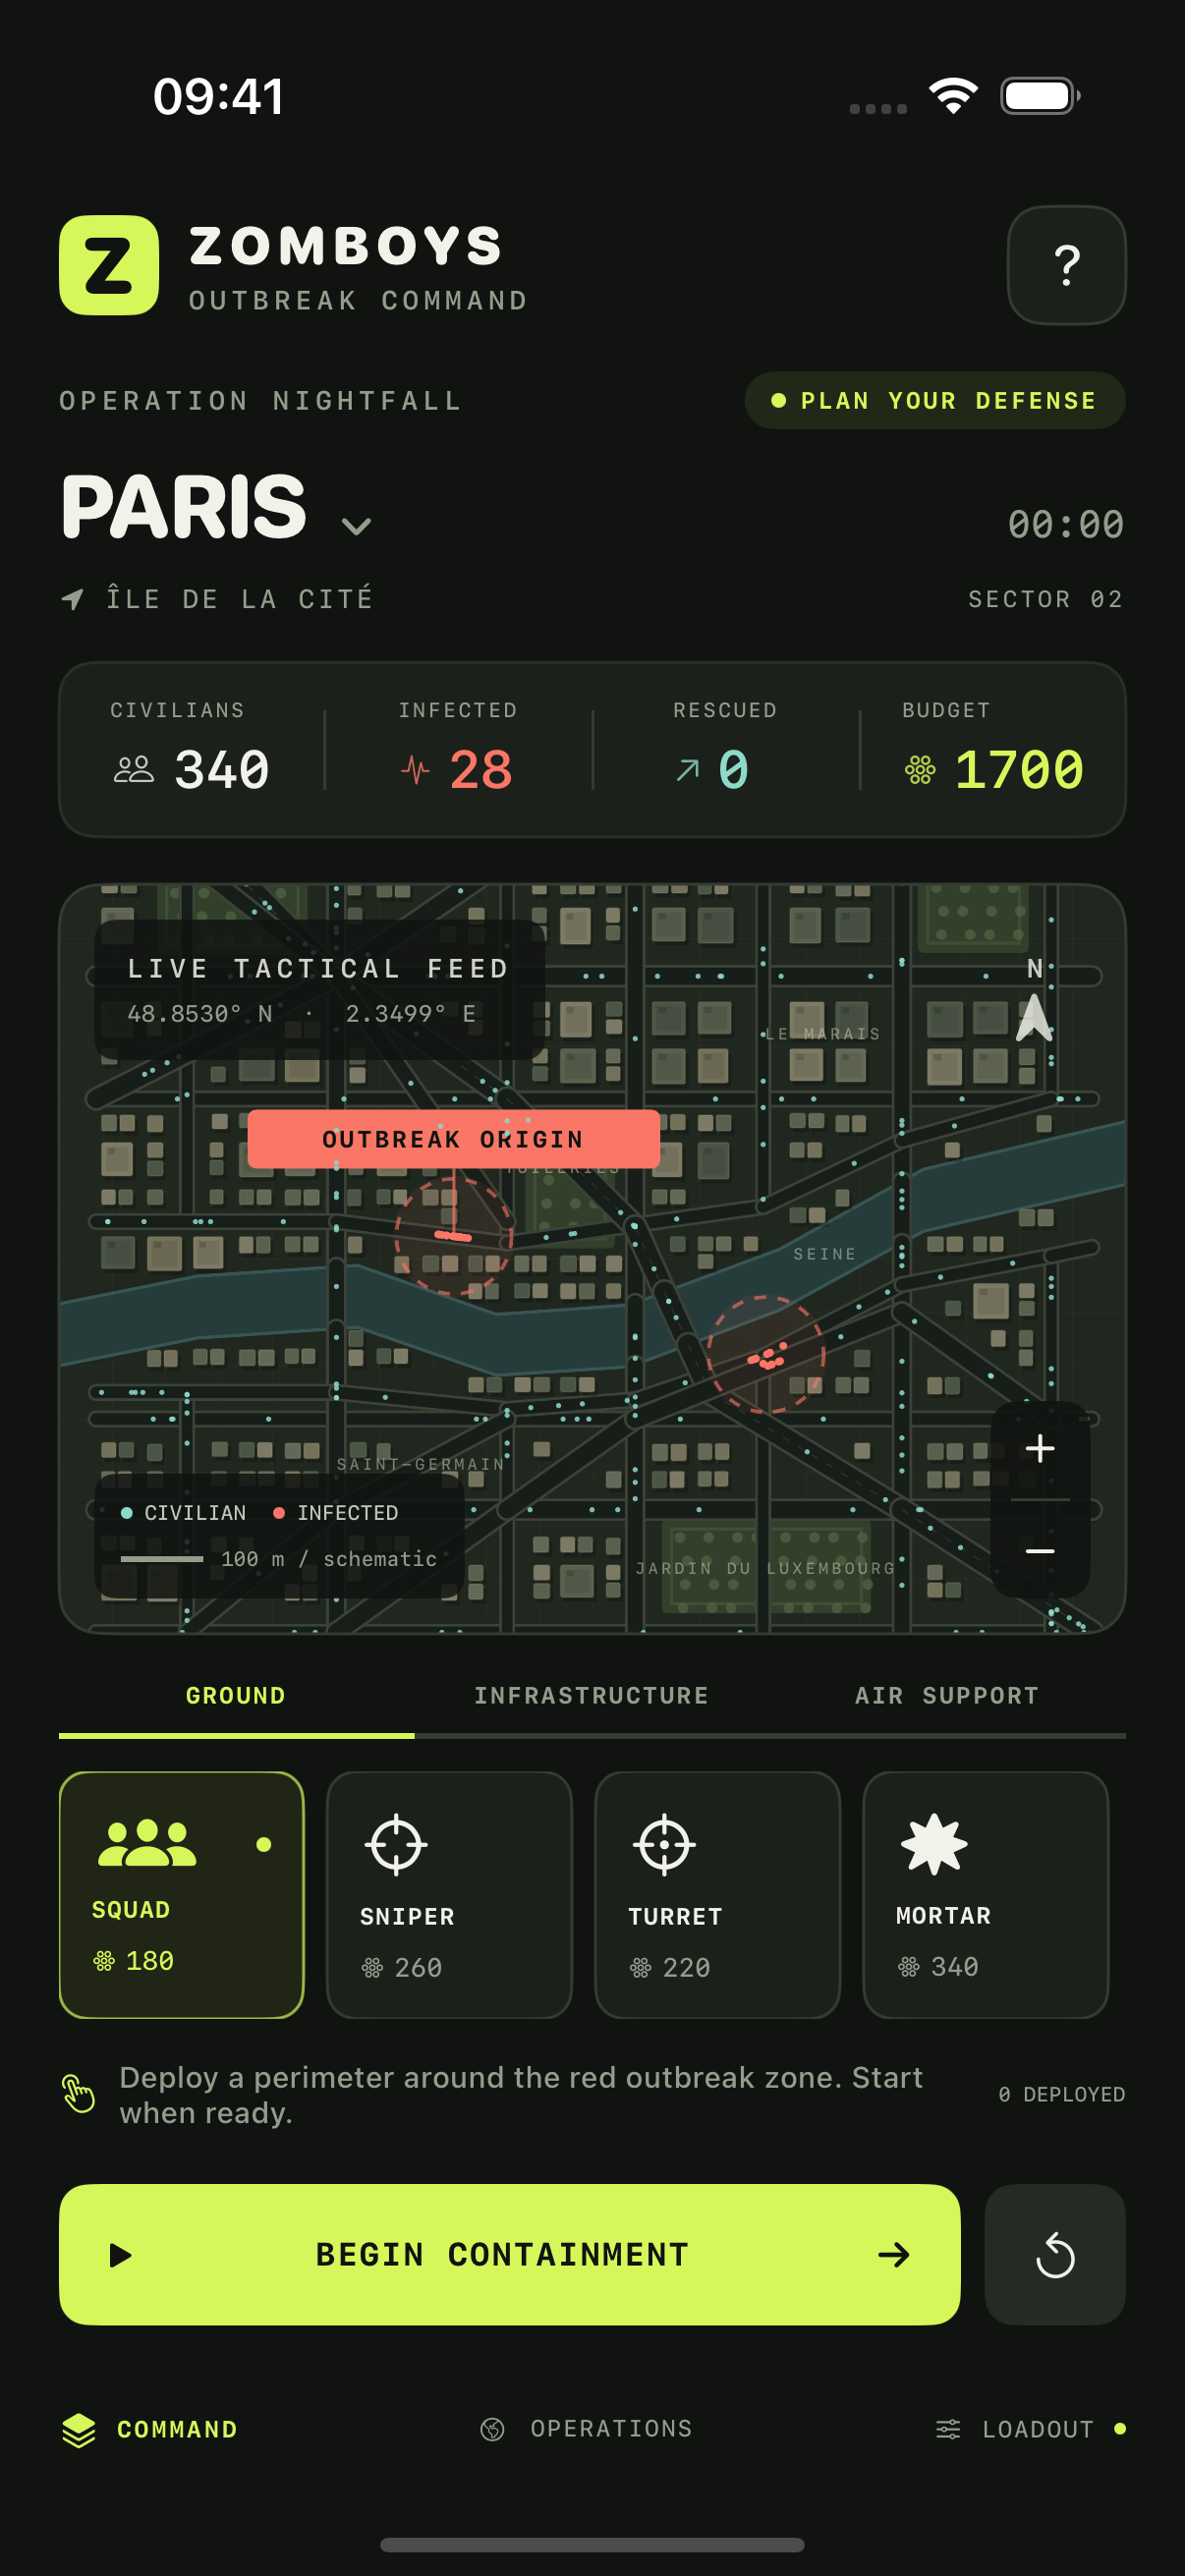 09:41
Z
ZOMBOYS
OUTBREAK COMMAND
?
OPERATION NIGHTFALL
PLAN YOUR DEFENSE
PARIS
00:00
ÎLE DE LA CITÉ
SECTOR 02
CIVILIANS INFECTED RESCUED BUDGET
340 28 0 1700
LIVE TACTICAL FEED
48.8530° N · 2.3499° E
N
LE MARAIS
OUTBREAK ORIGIN
TUILERIES
SEINE
SAINT-GERMAIN
CIVILIAN INFECTED
100 m / schematic
JARDIN DU LUXEMBOURG
GROUND INFRASTRUCTURE AIR SUPPORT
SQUAD SNIPER TURRET MORTAR
180 260 220 340
Deploy a perimeter around the red outbreak zone. Start
when ready.
0 DEPLOYED
BEGIN CONTAINMENT
COMMAND OPERATIONS LOADOUT